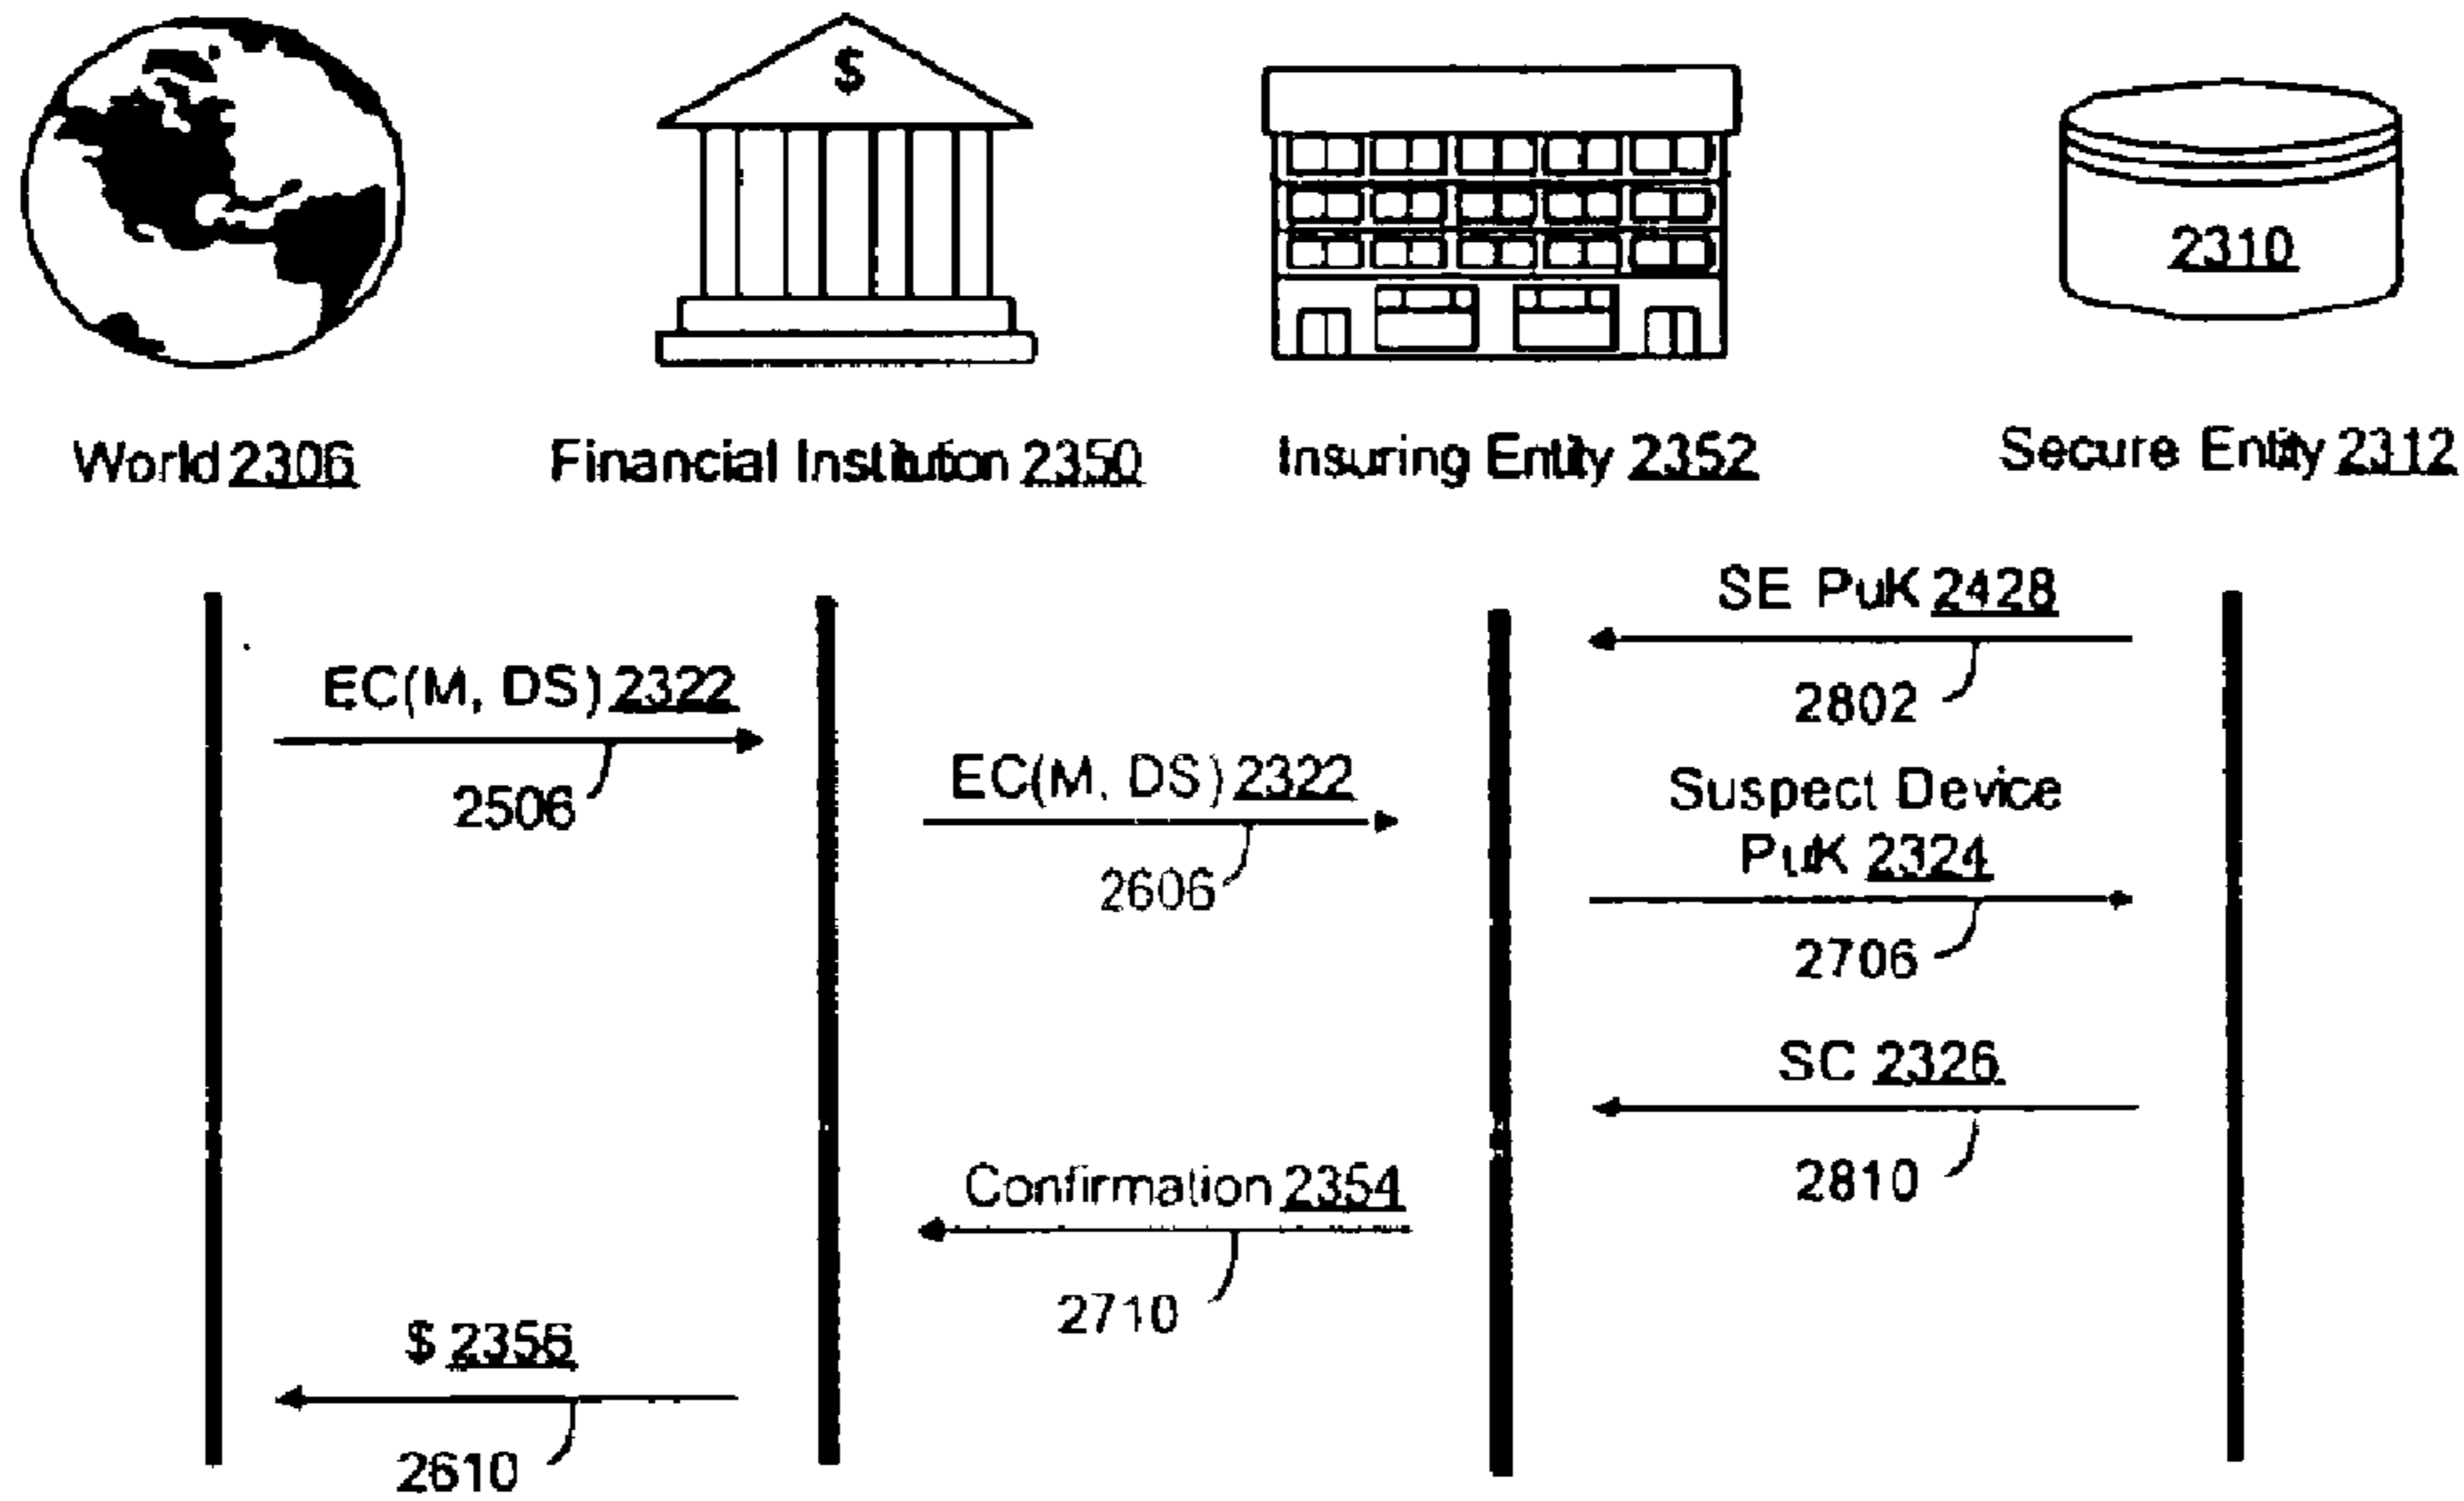 $
2310
World 2306
Financial Institution 2350
Insuring Entity 2352
Secure Entity 2312
SE PuK 2428
2802
EC(M, DS) 2322
2506
EC(M, DS) 2322
2606
Suspect Device
PuK 2324
2706
SC 2326
2810
Confirmation 2354
2710
$ 2356
2610